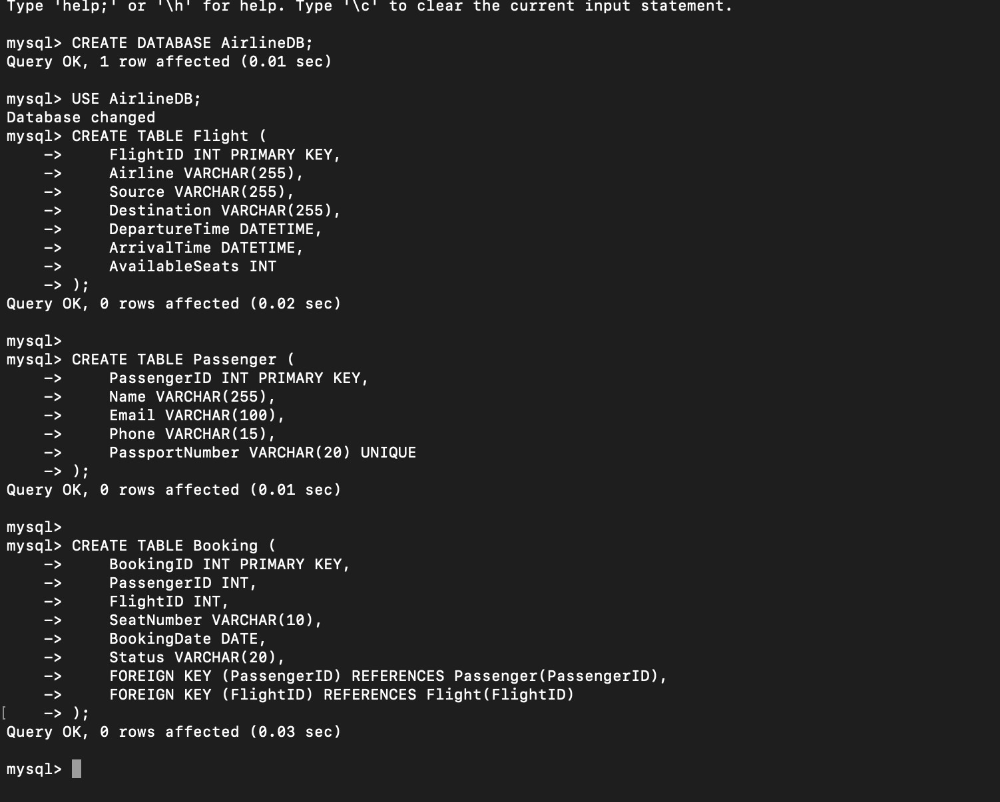 Type 'help;' or '\h' for help. Type '\c' to clear the current input statement.
mysql> CREATE DATABASE AirlineDB;
Query OK, 1 row affected (0.01 sec)
mysql> USE AirlineDB;
Database changed
mysql> CREATE TABLE Flight (
    ->     FlightID INT PRIMARY KEY,
    ->     Airline VARCHAR(255),
    ->     Source VARCHAR(255),
    ->     Destination VARCHAR(255),
    ->     DepartureTime DATETIME,
    ->     ArrivalTime DATETIME,
    ->     AvailableSeats INT
    -> );
Query OK, 0 rows affected (0.02 sec)
mysql>
mysql> CREATE TABLE Passenger (
    ->     PassengerID INT PRIMARY KEY,
    ->     Name VARCHAR(255),
    ->     Email VARCHAR(100),
    ->     Phone VARCHAR(15),
    ->     PassportNumber VARCHAR(20) UNIQUE
    -> );
Query OK, 0 rows affected (0.01 sec)
mysql>
mysql> CREATE TABLE Booking (
    ->     BookingID INT PRIMARY KEY,
    ->     PassengerID INT,
    ->     FlightID INT,
    ->     SeatNumber VARCHAR(10),
    ->     BookingDate DATE,
    ->     Status VARCHAR(20),
    ->     FOREIGN KEY (PassengerID) REFERENCES Passenger(PassengerID),
    ->     FOREIGN KEY (FlightID) REFERENCES Flight(FlightID)
[    -> );
Query OK, 0 rows affected (0.03 sec)
mysql>